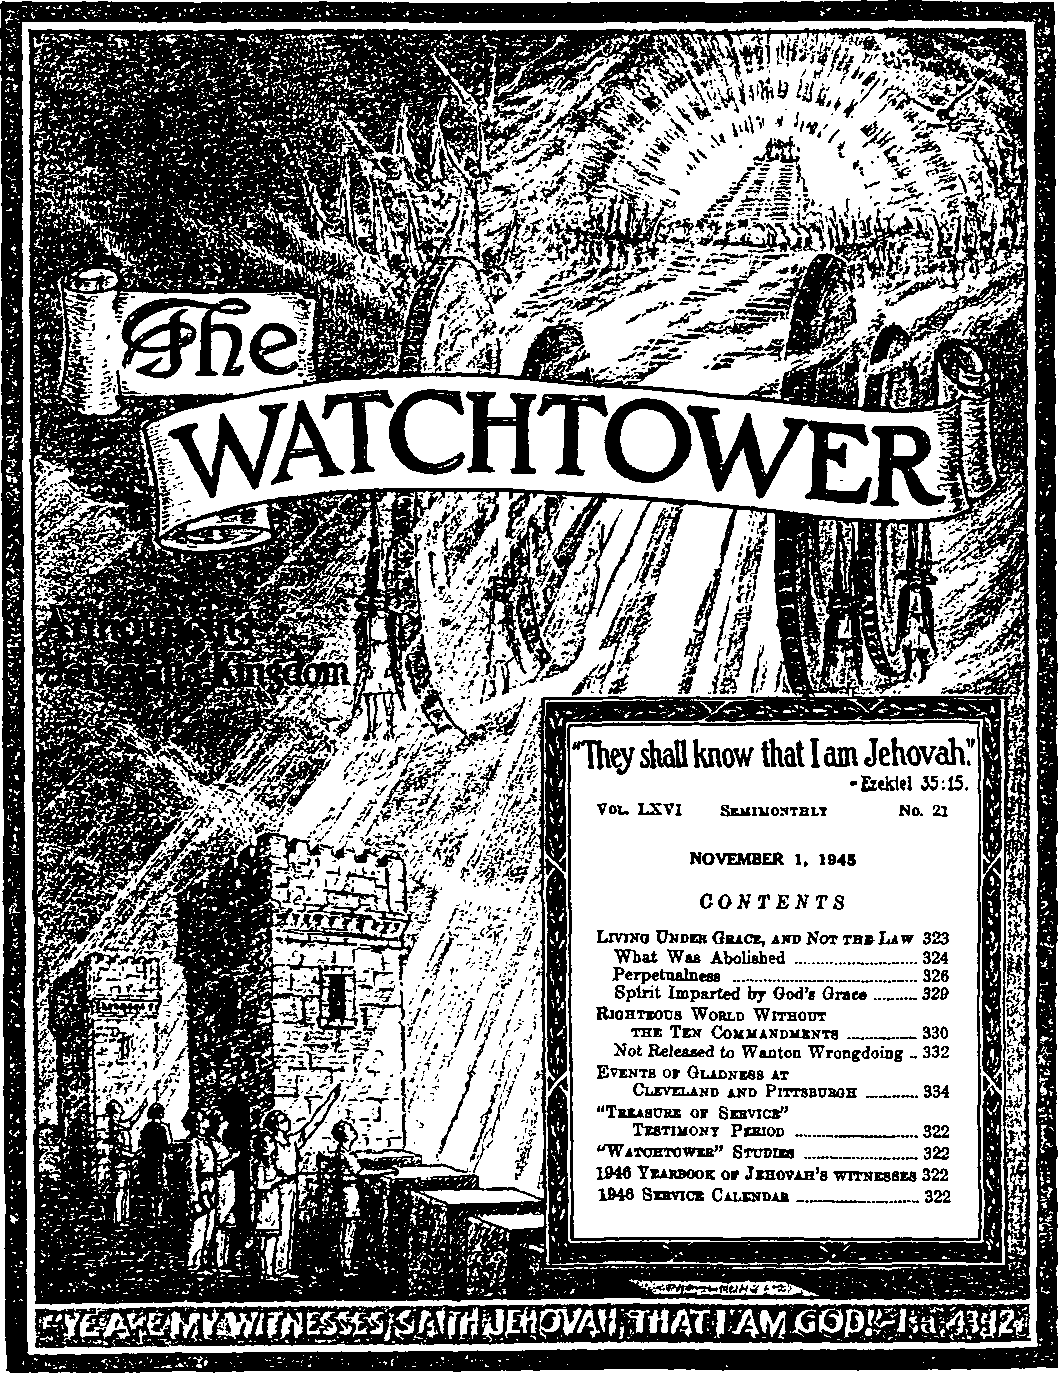 The
WATCHTOWER
Announcing
Jehovah's Kingdom
"They shall know that I am Jehovah."
- Ezekiel 35:15.
VOL. LXVI SEMIMONTHLY No. 21
NOVEMBER 1, 1945
CONTENTS
LIVING UNDER GRACE, AND NOT THE LAW 323
What Was Abolished ........................... 324
Perpetualness ........................................ 326
Spirit Imparted by God's Grace .......... 329
RIGHTEOUS WORLD WITHOUT
THE TEN COMMANDMENTS ............... 330
Not Released to Wanton Wrongdoing .. 332
EVENTS OF GLADNESS AT
CLEVELAND AND PITTSBURGH ........... 334
"TREASURE OF SERVICE"
TESTIMONY PERIOD ........................... 322
"WATCHTOWER" STUDIES ......................... 322
1946 YEARBOOK OF JEHOVAH'S WITNESSES 322
1946 SERVICE CALENDAR ........................... 322
"YE ARE MY WITNESSES, SAITH JEHOVAH, THAT I AM GOD."-Isa. 43:12